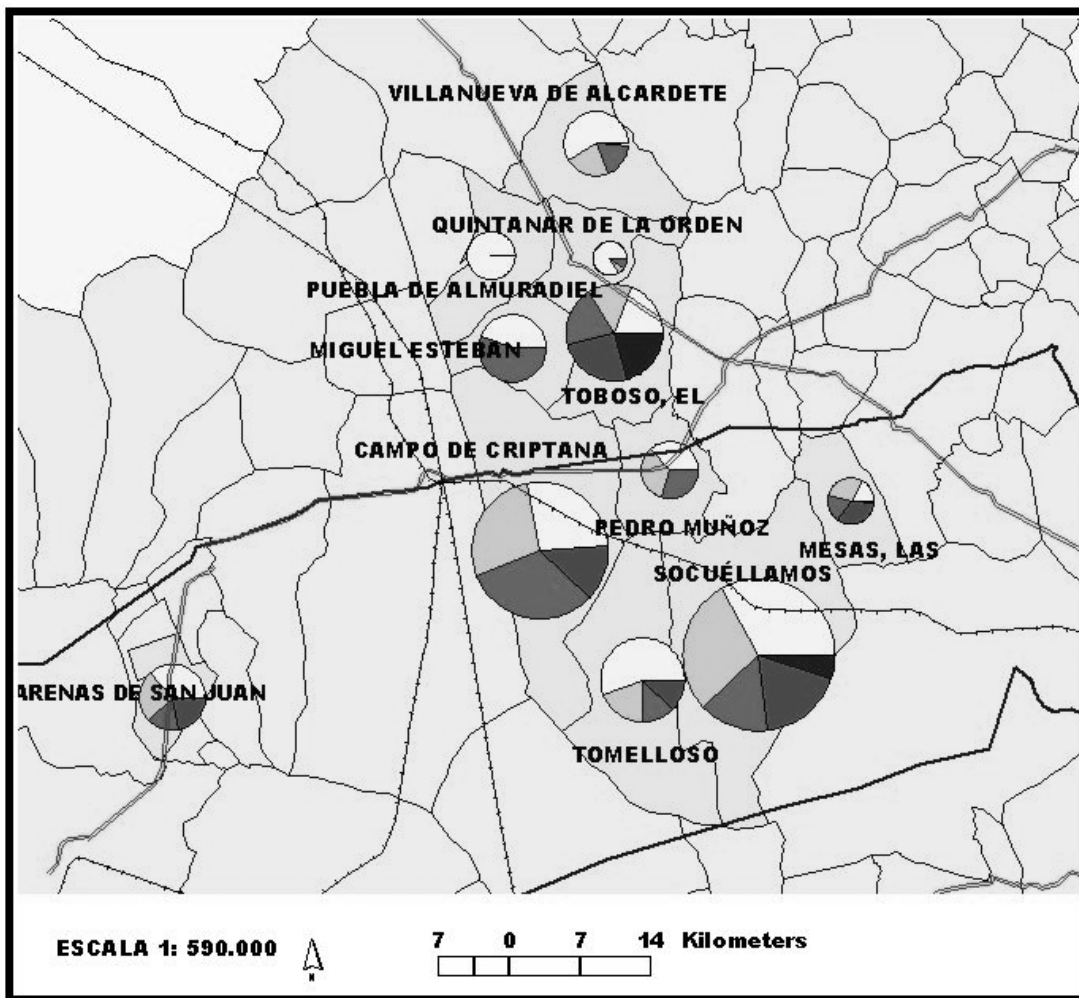 VILLANUEVA DE ALCARDETE
QUINTANAR DE LA ORDEN
PUEBLA DE ALMURADIEL
MIGUEL ESTEBAN
TOBOSO, EL
CAMPO DE CRIPTANA
PEDRO MUÑOZ
MESAS, LAS
SOCUÉLLAMOS
ARENAS DE SAN JUAN
TOMELLOSO
ESCALA 1: 590.000
N
7 0 7 14 Kilometers